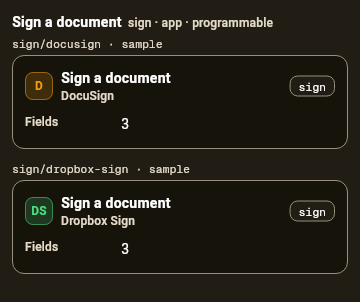 Sign a document sign · app · programmable
sign/docusign · sample
D Sign a document sign
DocuSign
Fields 3
sign/dropbox-sign · sample
DS Sign a document sign
Dropbox Sign
Fields 3